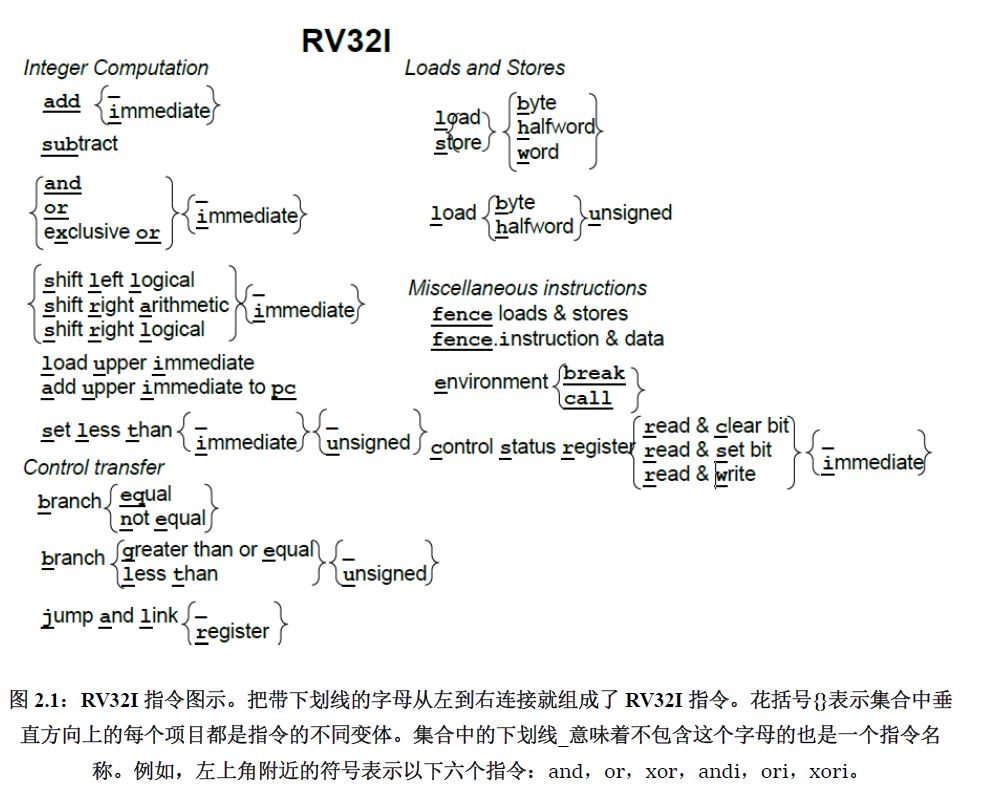 RV32I
Integer Computation
add { _
immediate }
subtract
{ and
or
exclusive or } { _
immediate }
{ shift left logical
shift right arithmetic
shift right logical } { _
immediate }
load upper immediate
add upper immediate to pc
set less than { _
immediate } { _
unsigned }
Control transfer
branch { equal
not equal }
branch { greater than or equal
less than } { _
unsigned }
jump and link { _
register }
Loads and Stores
{ load
store } { byte
halfword
word }
load { byte
halfword } unsigned
Miscellaneous instructions
fence loads & stores
fence.instruction & data
environment { break
call }
control status register { read & clear bit
read & set bit
read & write } { _
immediate }
图 2.1：RV32I 指令图示。把带下划线的字母从左到右连接就组成了 RV32I 指令。花括号{}表示集合中垂
直方向上的每个项目都是指令的不同变体。集合中的下划线_意味着不包含这个字母的也是一个指令名
称。例如，左上角附近的符号表示以下六个指令：and，or，xor，andi，ori，xori。